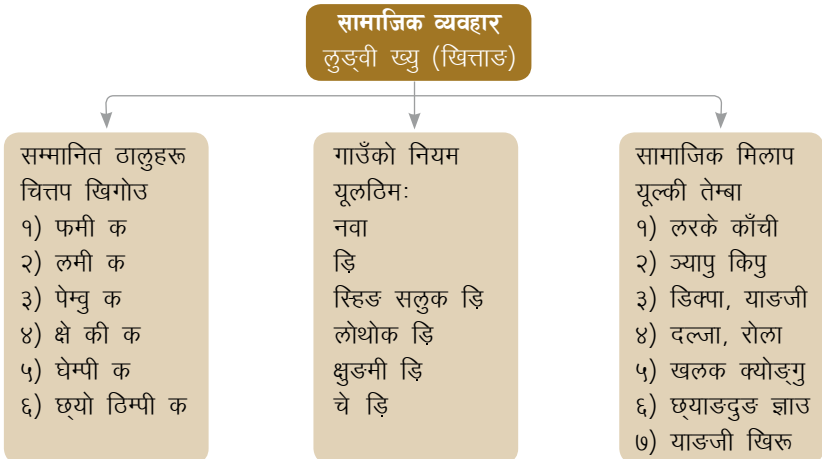 सामाजिक व्यवहार
लुङ्वी ख्यु (खित्ताङ)
सम्मानित ठालुहरू
चित्तप खिगोउ
१) फमी क
२) लमी क
३) पेम्वु क
४) क्षे की क
५) घेम्पी क
६) छ्यो ठिम्पी क
गाउँको नियम
यूलठिमः
नवा
ड़ि
स्हिङ सलुक ड़ि
लोथोक ड़ि
क्षुङमी ड़ि
चे ड़ि
सामाजिक मिलाप
यूल्की तेम्बा
१) लरके काँची
२) ञ्यापु किपु
३) डिक्पा, याङजी
४) दल्जा, रोला
५) खलक क्योङ्गु
६) छ्याङदुङ ज्ञाउ
७) याङजी खिरू